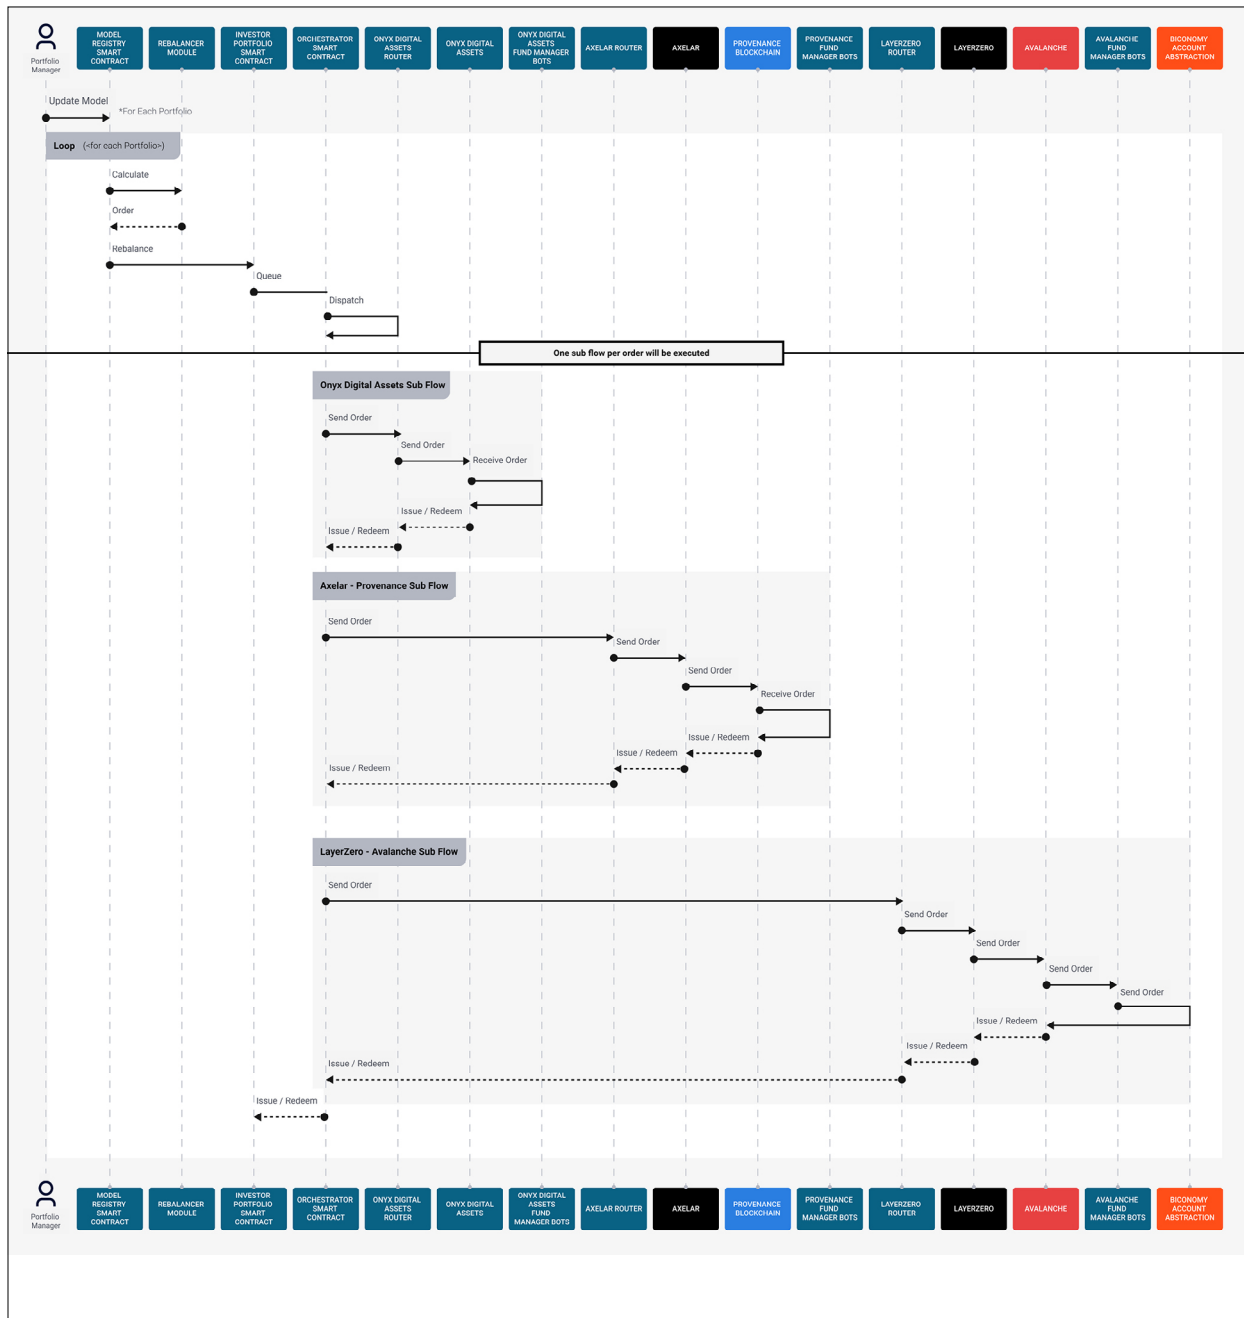 Portfolio
Manager
MODEL
REGISTRY
SMART
CONTRACT
REBALANCER
MODULE
INVESTOR
PORTFOLIO
SMART
CONTRACT
ORCHESTRATOR
SMART
CONTRACT
ONYX DIGITAL
ASSETS
ROUTER
ONYX DIGITAL
ASSETS
ONYX DIGITAL
ASSETS
FUND MANAGER
BOTS
AXELAR ROUTER
AXELAR
PROVENANCE
BLOCKCHAIN
PROVENANCE
FUND
MANAGER BOTS
LAYERZERO
ROUTER
LAYERZERO
AVALANCHE
AVALANCHE
FUND
MANAGER BOTS
BICONOMY
ACCOUNT
ABSTRACTION
Update Model
*For Each Portfolio
Loop (<for each Portfolio>)
Calculate
Order
Rebalance
Queue
Dispatch
One sub flow per order will be executed
Onyx Digital Assets Sub Flow
Send Order
Send Order
Receive Order
Issue / Redeem
Issue / Redeem
Axelar - Provenance Sub Flow
Send Order
Send Order
Send Order
Receive Order
Issue / Redeem
Issue / Redeem
Issue / Redeem
LayerZero - Avalanche Sub Flow
Send Order
Send Order
Send Order
Send Order
Send Order
Issue / Redeem
Issue / Redeem
Issue / Redeem
Issue / Redeem
Portfolio
Manager
MODEL
REGISTRY
SMART
CONTRACT
REBALANCER
MODULE
INVESTOR
PORTFOLIO
SMART
CONTRACT
ORCHESTRATOR
SMART
CONTRACT
ONYX DIGITAL
ASSETS
ROUTER
ONYX DIGITAL
ASSETS
ONYX DIGITAL
ASSETS
FUND
MANAGER BOTS
AXELAR ROUTER
AXELAR
PROVENANCE
BLOCKCHAIN
PROVENANCE
FUND
MANAGER BOTS
LAYERZERO
ROUTER
LAYERZERO
AVALANCHE
AVALANCHE
FUND
MANAGER BOTS
BICONOMY
ACCOUNT
ABSTRACTION